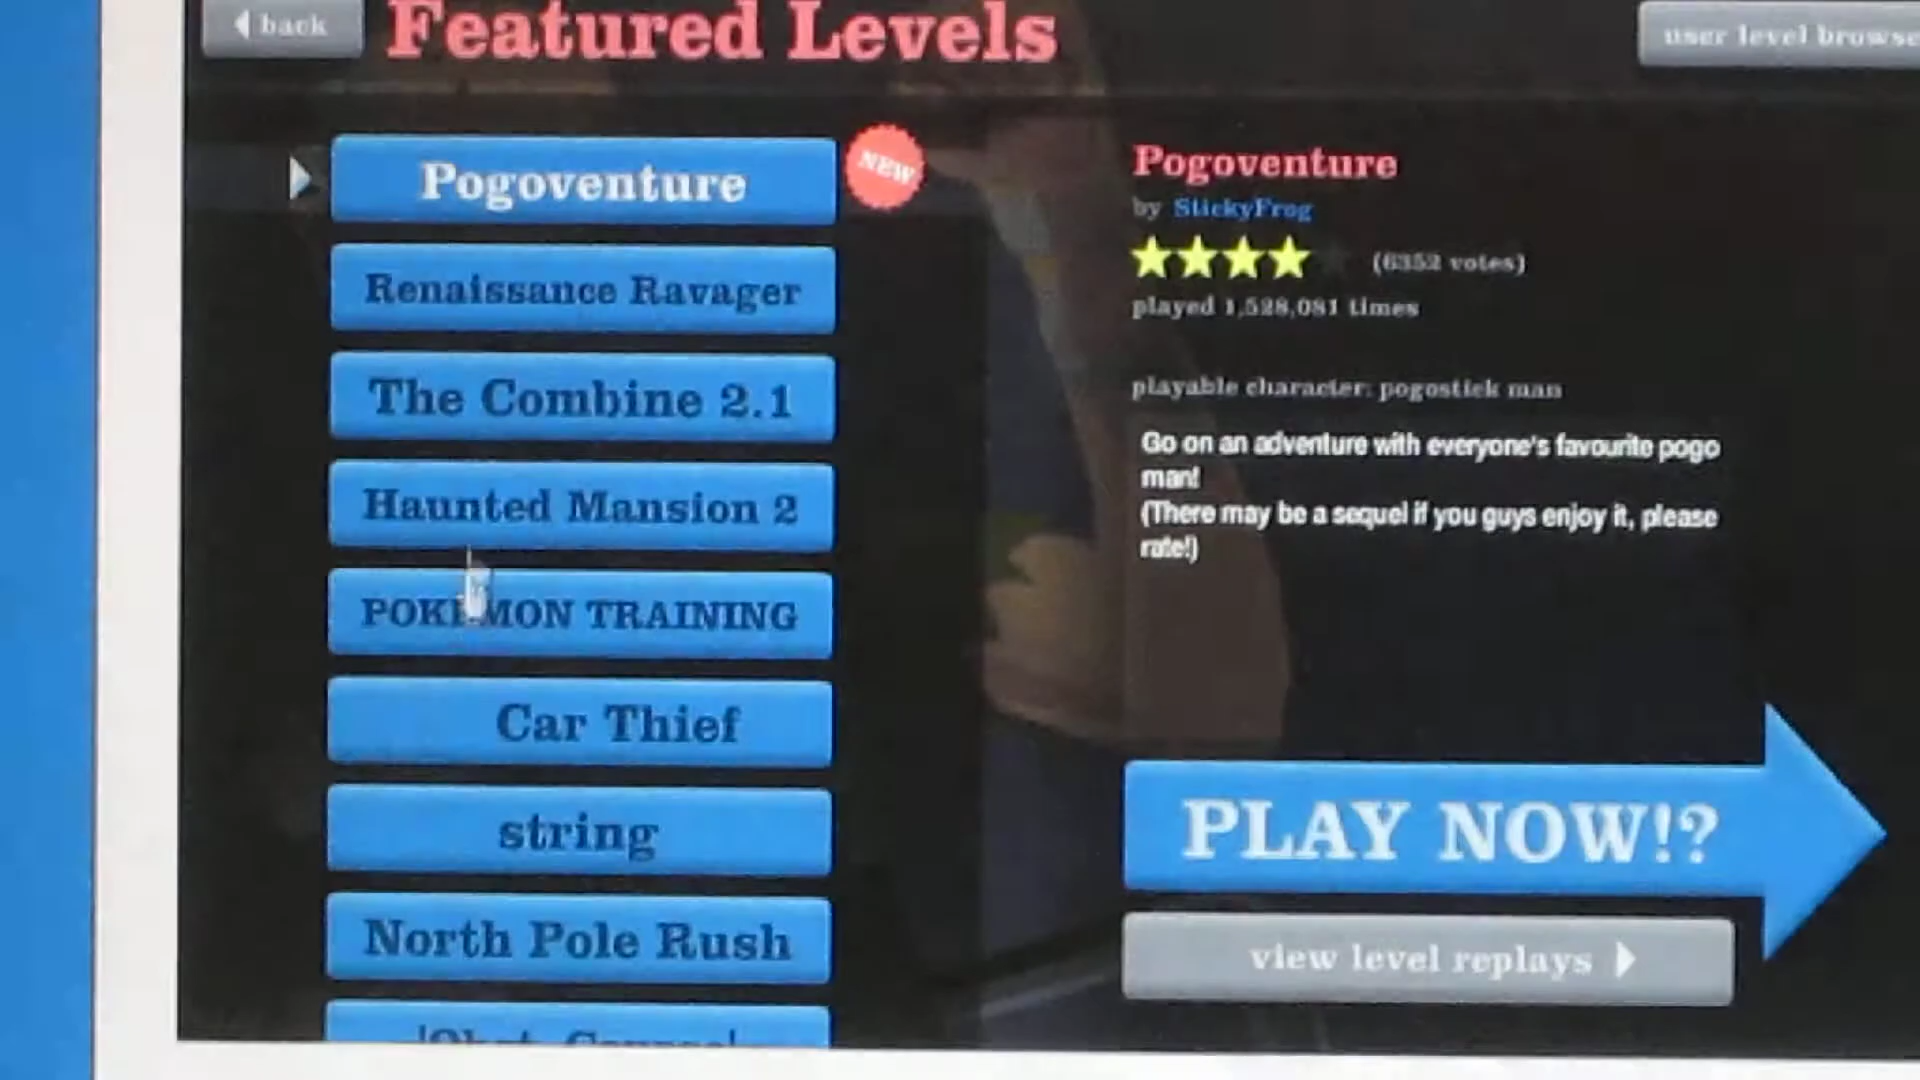 back
Featured Levels
user level browse
Pogoventure
NEW
Renaissance Ravager
The Combine 2.1
Haunted Mansion 2
POKEMON TRAINING
Car Thief
string
North Pole Rush
Pogoventure
by StickyFrog
(6352 votes)
played 1,528,081 times
playable character: pogostick man
Go on an adventure with everyone's favourite pogo
man!
(There may be a sequel if you guys enjoy it, please
rate!)
PLAY NOW!?
view level replays